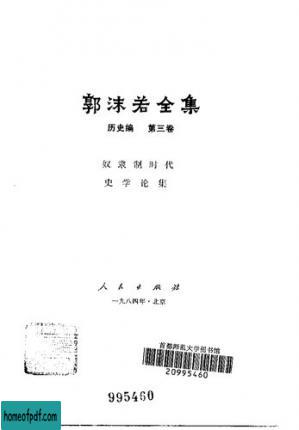 郭沫若全集
历史编 第三卷
奴隶制时代
史学论集
人民出版社
一九八四年·北京
首都师范大学图书馆
20995460
995460
homeofpdf.com